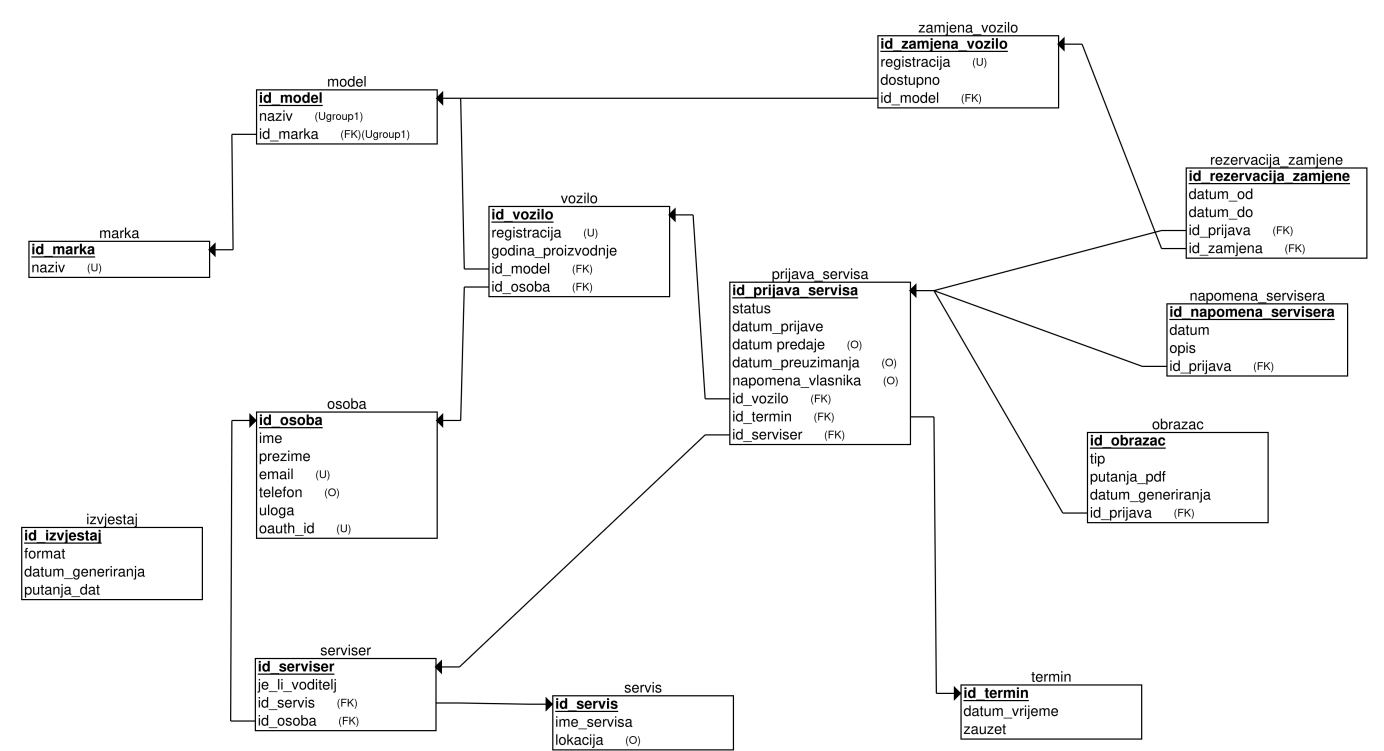 zamjena_vozilo
id_zamjena_vozilo
registracija (U)
dostupno
id_model (FK)
model
id_model
naziv (Ugroup1)
id_marka (FK)(Ugroup1)
rezervacija_zamjene
id_rezervacija_zamjene
datum_od
datum_do
id_prijava (FK)
id_zamjena (FK)
vozilo
id_vozilo
registracija (U)
godina_proizvodnje
id_model (FK)
id_osoba (FK)
marka
id_marka
naziv (U)
prijava_servisa
id_prijava_servisa
status
datum_prijave
datum predaje (O)
datum_preuzimanja (O)
napomena_vlasnika (O)
id_vozilo (FK)
id_termin (FK)
id_serviser (FK)
napomena_servisera
id_napomena_servisera
datum
opis
id_prijava (FK)
osoba
id_osoba
ime
prezime
email (U)
telefon (O)
uloga
oauth_id (U)
obrazac
id_obrazac
tip
putanja_pdf
datum_generiranja
id_prijava (FK)
izvjestaj
id_izvjestaj
format
datum_generiranja
putanja_dat
serviser
id_serviser
je_li_voditelj
id_servis (FK)
id_osoba (FK)
servis
id_servis
ime_servisa
lokacija (O)
termin
id_termin
datum_vrijeme
zauzet